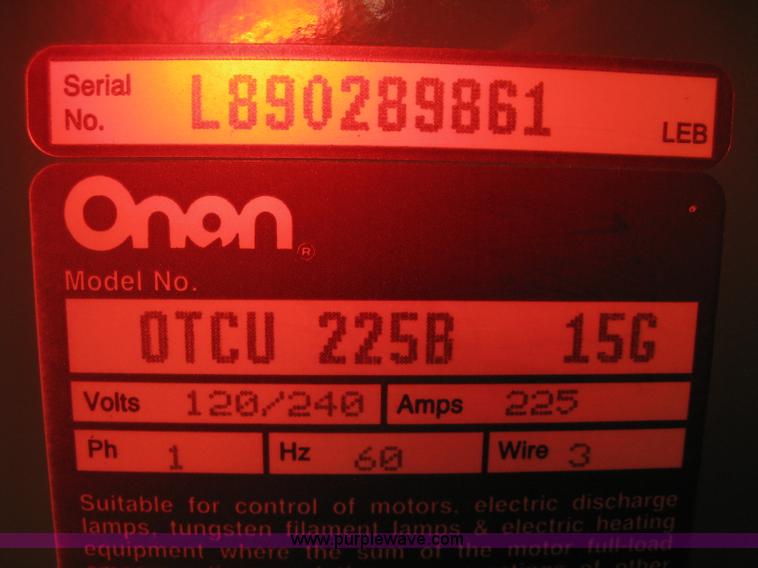 Serial
No. L890289861 LEB
Onan®
Model No.
OTCU 225B 15G
Volts 120/240 Amps 225
Ph 1 Hz 60 Wire 3
Suitable for control of motors, electric discharge
lamps, tungsten filament lamps & electric heating
www.purplewave.com
equipment where the sum of the motor full-load
of other